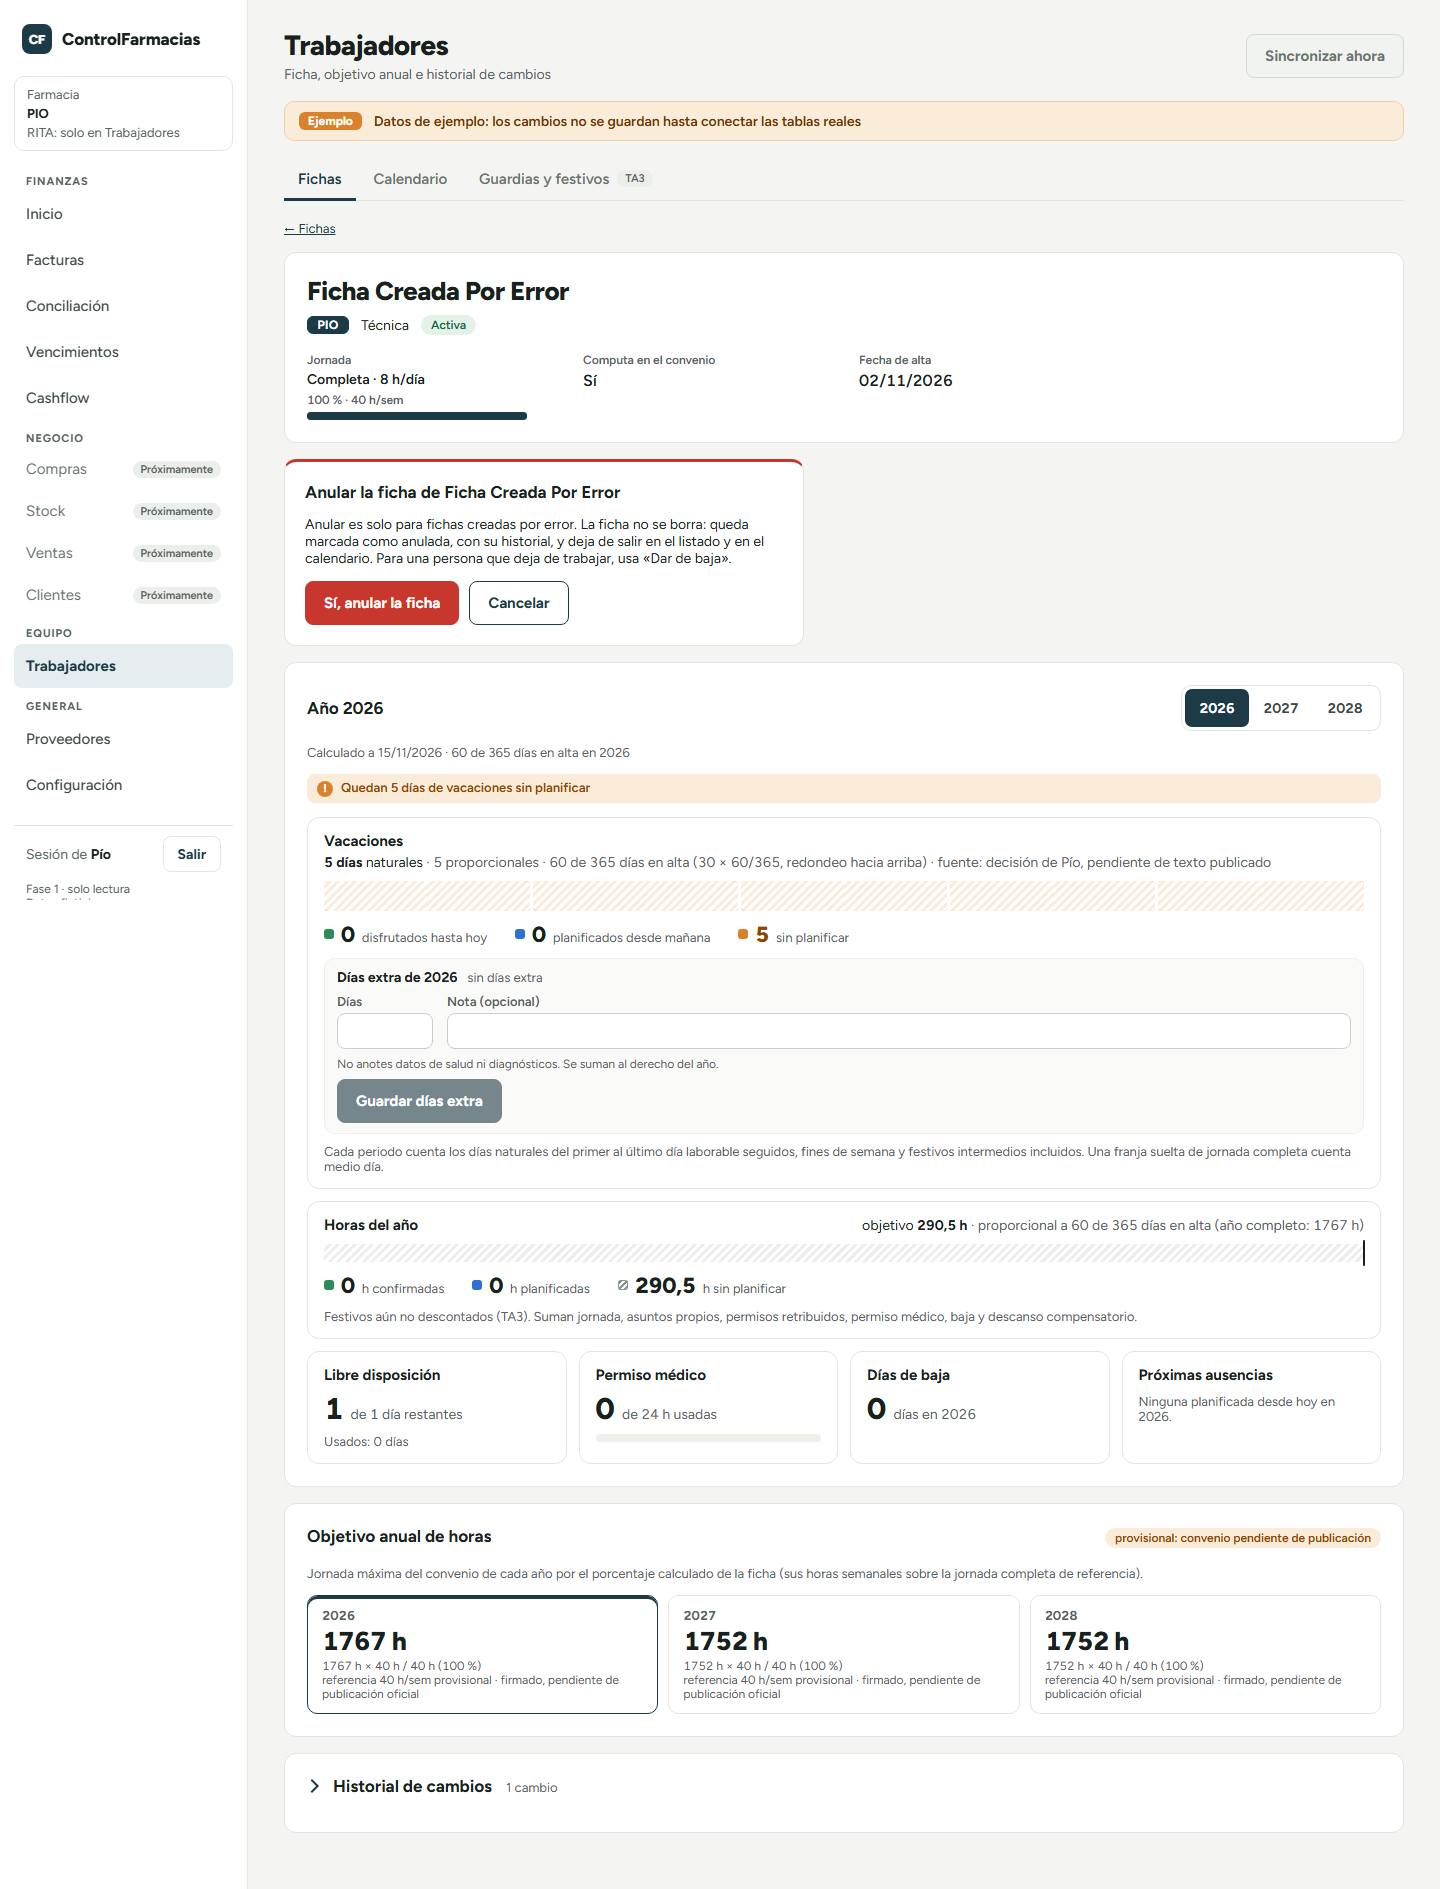 CF ControlFarmacias
Farmacia
PIO
RITA: solo en Trabajadores
FINANZAS
Inicio
Facturas
Conciliación
Vencimientos
Cashflow
NEGOCIO
Compras Próximamente
Stock Próximamente
Ventas Próximamente
Clientes Próximamente
EQUIPO
Trabajadores
GENERAL
Proveedores
Configuración
Sesión de Pío Salir
Fase 1 · solo lectura
Trabajadores
Ficha, objetivo anual e historial de cambios
Sincronizar ahora
Ejemplo Datos de ejemplo: los cambios no se guardan hasta conectar las tablas reales
Fichas Calendario Guardias y festivos TA3
← Fichas
Ficha Creada Por Error
PIO Técnica Activa
Jornada Computa en el convenio Fecha de alta
Completa · 8 h/día Sí 02/11/2026
100 % · 40 h/sem
Anular la ficha de Ficha Creada Por Error
Anular es solo para fichas creadas por error. La ficha no se borra: queda
marcada como anulada, con su historial, y deja de salir en el listado y en el
calendario. Para una persona que deja de trabajar, usa «Dar de baja».
Sí, anular la ficha Cancelar
Año 2026 2026 2027 2028
Calculado a 15/11/2026 · 60 de 365 días en alta en 2026
! Quedan 5 días de vacaciones sin planificar
Vacaciones
5 días naturales · 5 proporcionales · 60 de 365 días en alta (30 × 60/365, redondeo hacia arriba) · fuente: decisión de Pío, pendiente de texto publicado
0 disfrutados hasta hoy 0 planificados desde mañana 5 sin planificar
Días extra de 2026 sin días extra
Días Nota (opcional)
No anotes datos de salud ni diagnósticos. Se suman al derecho del año.
Guardar días extra
Cada periodo cuenta los días naturales del primer al último día laborable seguidos, fines de semana y festivos intermedios incluidos. Una franja suelta de jornada completa cuenta
medio día.
Horas del año objetivo 290,5 h · proporcional a 60 de 365 días en alta (año completo: 1767 h)
0 h confirmadas 0 h planificadas 290,5 h sin planificar
Festivos aún no descontados (TA3). Suman jornada, asuntos propios, permisos retribuidos, permiso médico, baja y descanso compensatorio.
Libre disposición
1 de 1 día restantes
Usados: 0 días
Permiso médico
0 de 24 h usadas
Días de baja
0 días en 2026
Próximas ausencias
Ninguna planificada desde hoy en
2026.
Objetivo anual de horas provisional: convenio pendiente de publicación
Jornada máxima del convenio de cada año por el porcentaje calculado de la ficha (sus horas semanales sobre la jornada completa de referencia).
2026
1767 h
1767 h × 40 h / 40 h (100 %)
referencia 40 h/sem provisional · firmado, pendiente de
publicación oficial
2027
1752 h
1752 h × 40 h / 40 h (100 %)
referencia 40 h/sem provisional · firmado, pendiente de
publicación oficial
2028
1752 h
1752 h × 40 h / 40 h (100 %)
referencia 40 h/sem provisional · firmado, pendiente de
publicación oficial
Historial de cambios 1 cambio